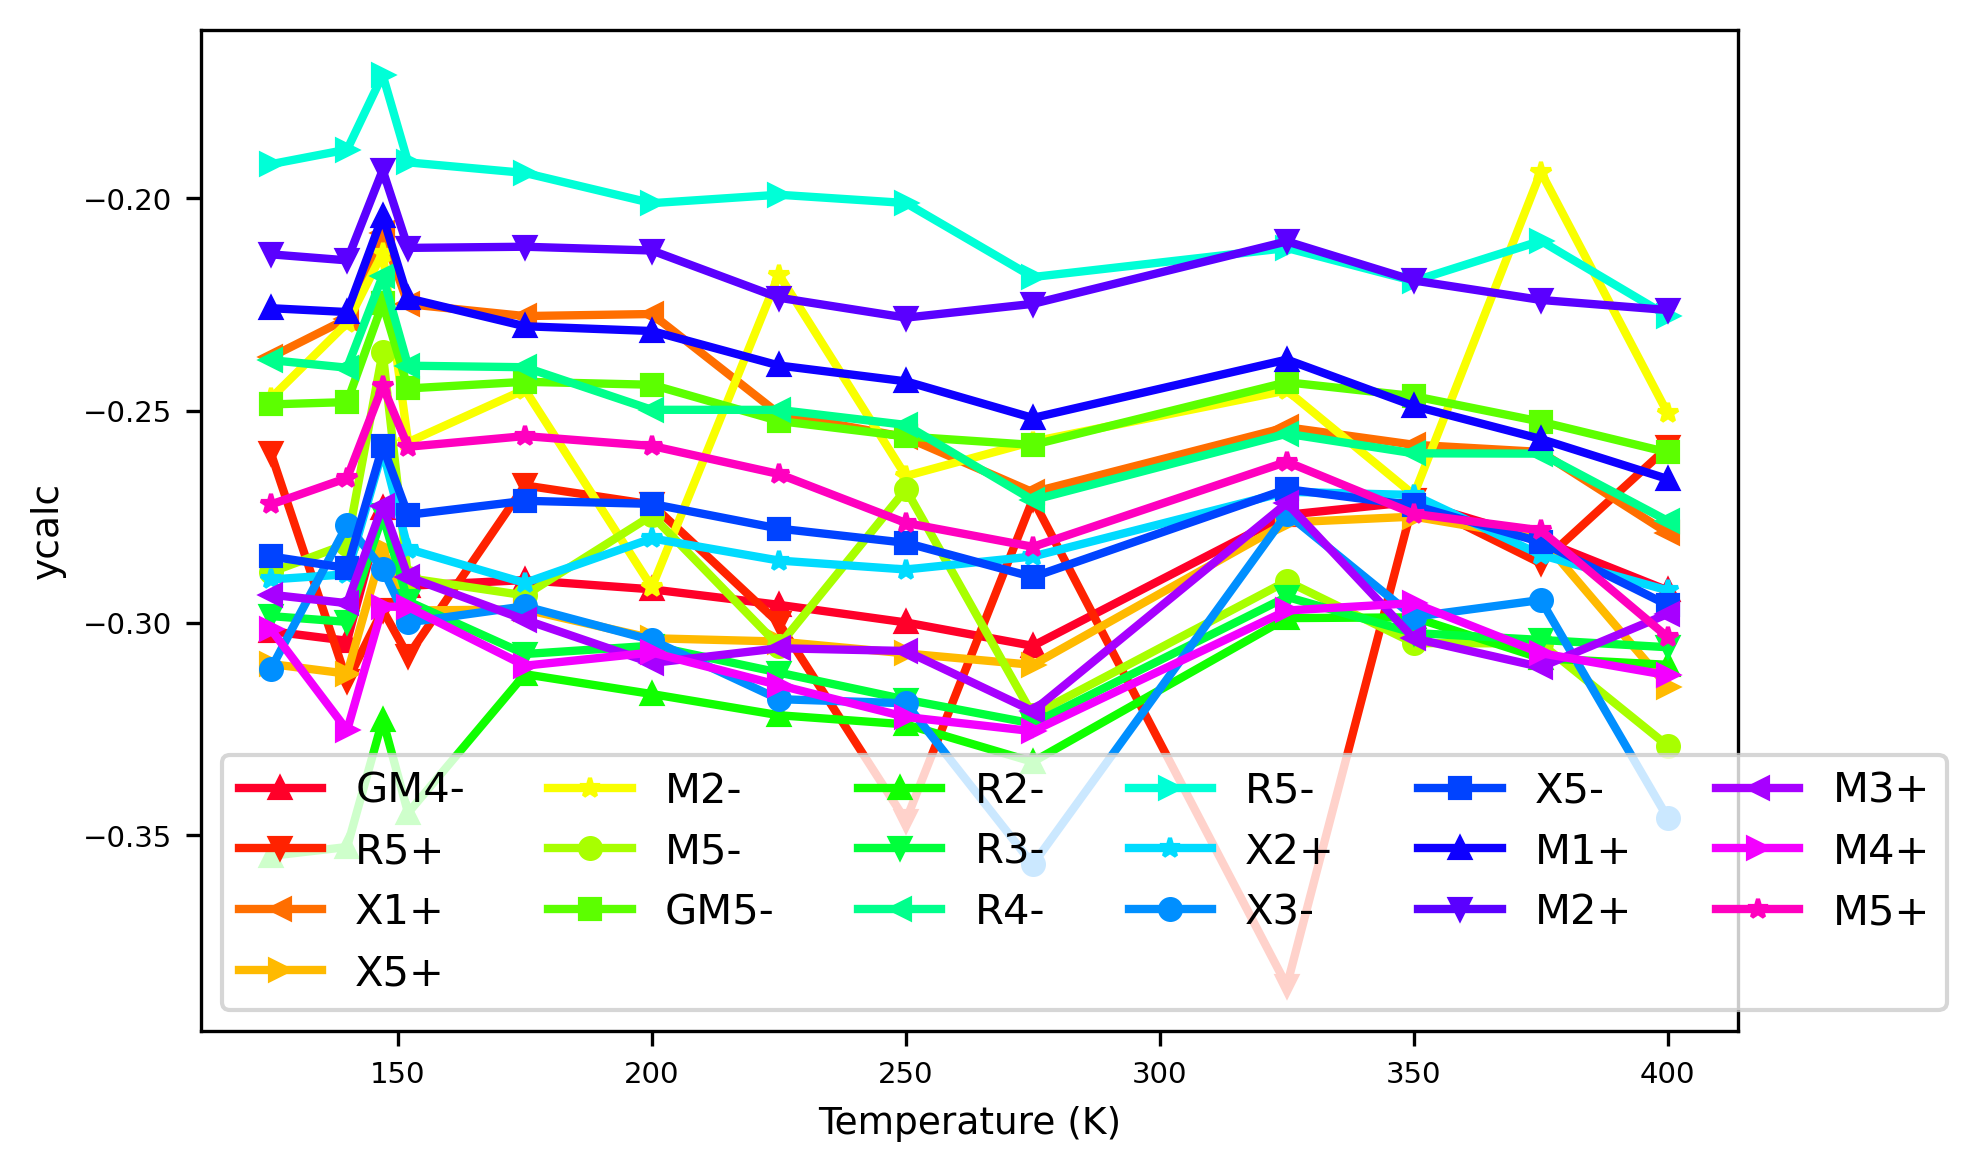 ycalc
−0.20
−0.25
−0.30
−0.35
GM4- M2- R2- R5- X5- M3+
R5+ M5- R3- X2+ M1+ M4+
X1+ GM5- R4- X3- M2+ M5+
X5+
150 200 250 300 350 400
Temperature (K)